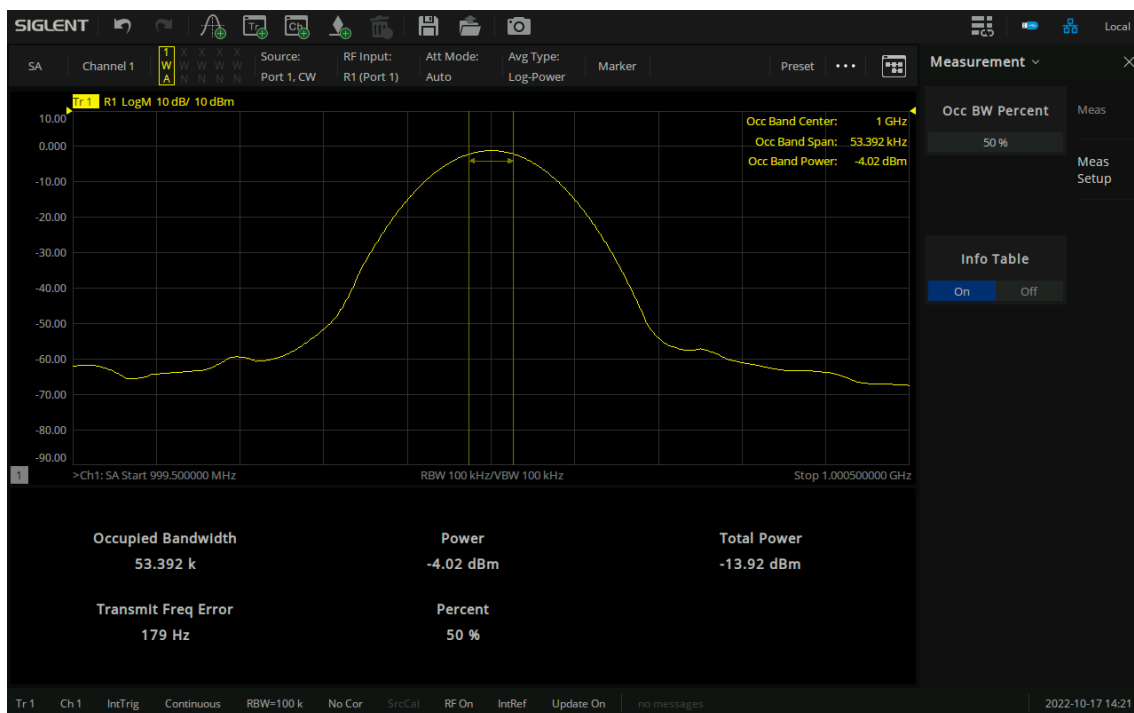 SIGLENT Local
SA Channel 1 1 X X X X Source: RF Input: Att Mode: Avg Type: Marker Preset ... Measurement
W W W W W Port 1, CW R1 (Port 1) Auto Log-Power
A N N N N
Tr 1 R1 LogM 10 dB/ 10 dBm
Occ Band Center: 1 GHz
Occ Band Span: 53.392 kHz
Occ Band Power: -4.02 dBm
10.00
0.000
-10.00
-20.00
-30.00
-40.00
-50.00
-60.00
-70.00
-80.00
-90.00
1 >Ch1: SA Start 999.500000 MHz RBW 100 kHz/VBW 100 kHz Stop 1.000500000 GHz
Occ BW Percent
50 %
Meas
Meas
Setup
Info Table
On Off
Occupied Bandwidth Power Total Power
53.392 k -4.02 dBm -13.92 dBm
Transmit Freq Error Percent
179 Hz 50 %
Tr 1 Ch 1 IntTrig Continuous RBW=100 k No Cor SrcCal RF On IntRef Update On no messages 2022-10-17 14:21